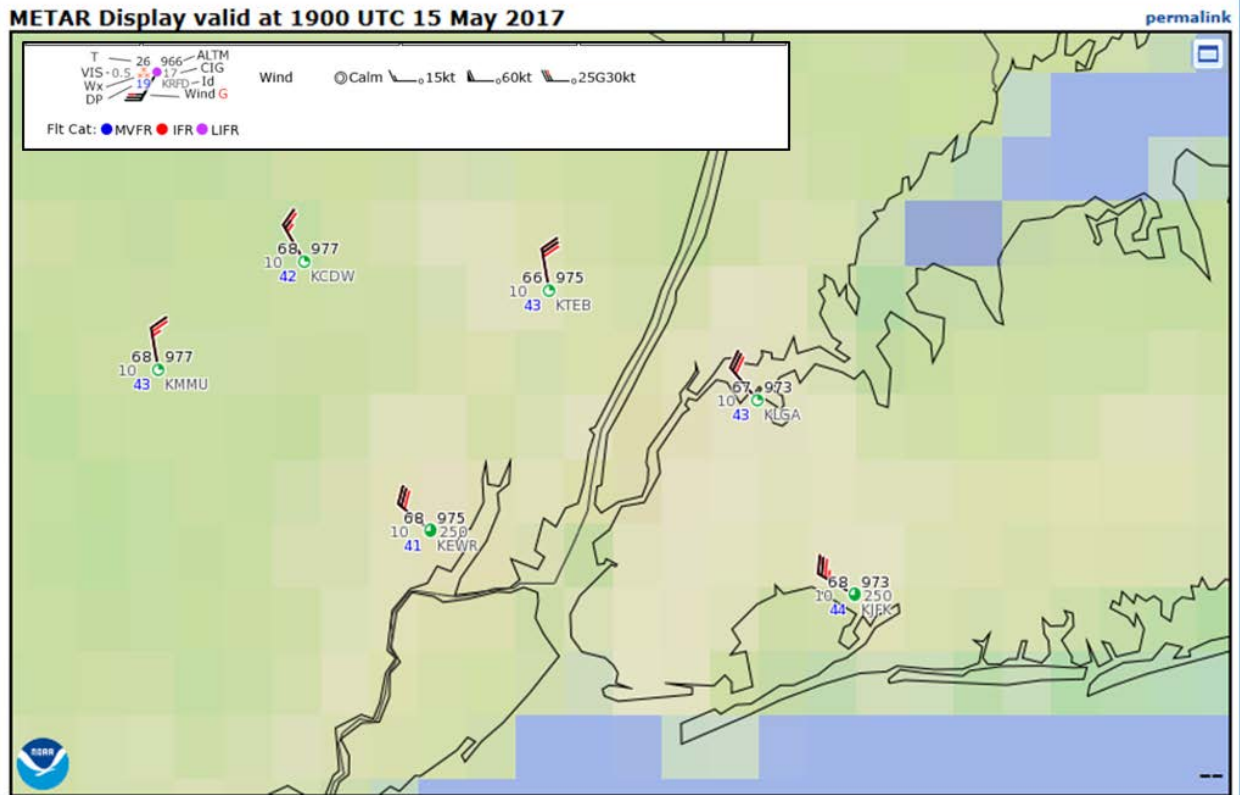 METAR Display valid at 1900 UTC 15 May 2017
permalink
T 26 966 ALTM
VIS 0.5 17 CIG
Wx KRFD Id
DP 19 Wind G
Wind Calm 15kt 60kt 25G30kt
Flt Cat: MVFR IFR LIFR
68 977
10
42 KCDW
66 975
10
43 KTEB
68 977
10
43 KMMU
67 973
10
43 KLGA
68 975
10 250
41 KEWR
68 973
10 250
44 KJFK
NOAA
--